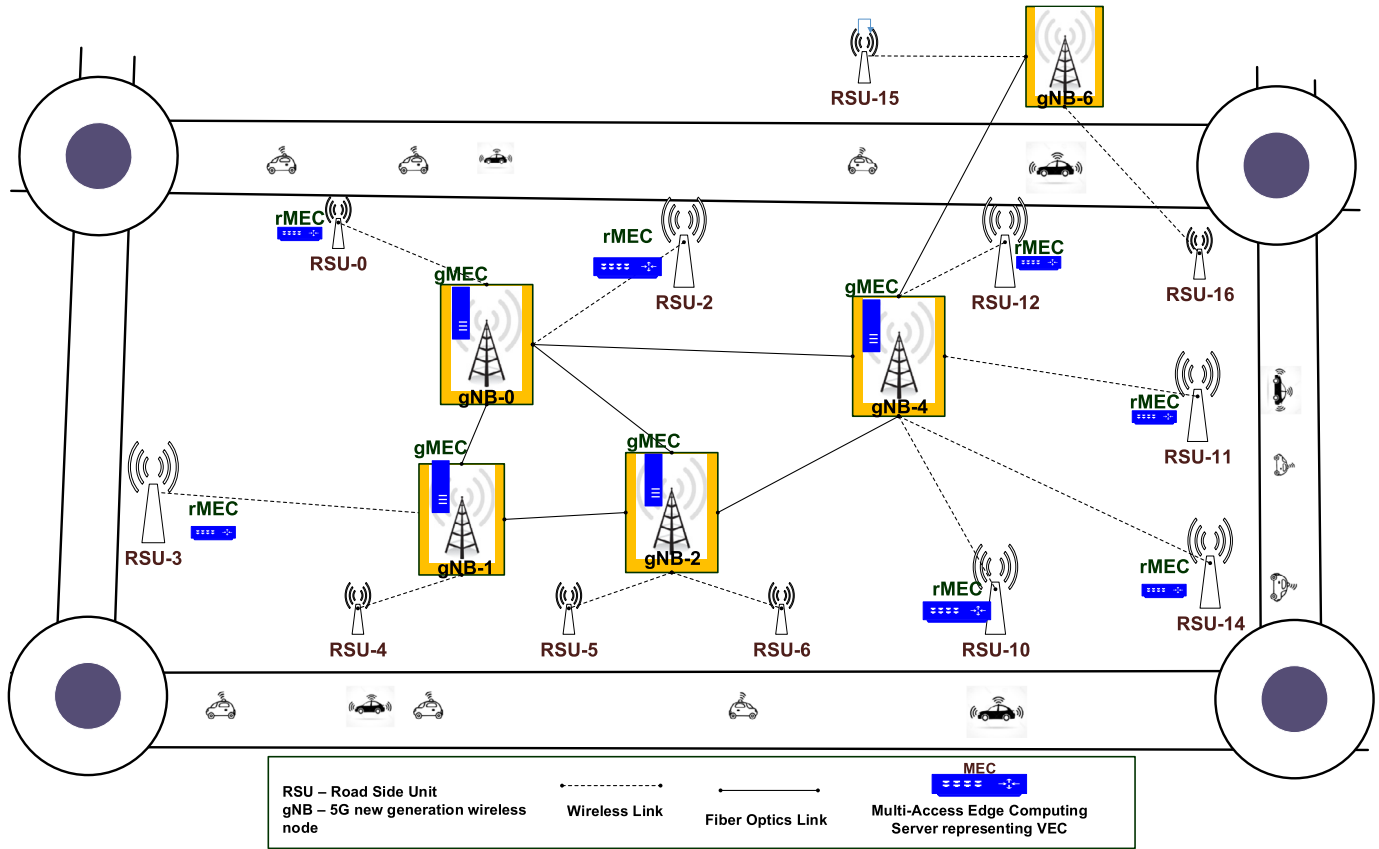 RSU-15
gNB-6
rMEC
RSU-0
rMEC
RSU-2
rMEC
RSU-12
RSU-16
gMEC
gNB-0
gMEC
gNB-4
rMEC
RSU-11
gMEC
gNB-1
gMEC
gNB-2
rMEC
RSU-3
RSU-4
RSU-5
RSU-6
rMEC
RSU-10
rMEC
RSU-14
RSU – Road Side Unit
gNB – 5G new generation wireless
node
Wireless Link
Fiber Optics Link
MEC
Multi-Access Edge Computing
Server representing VEC